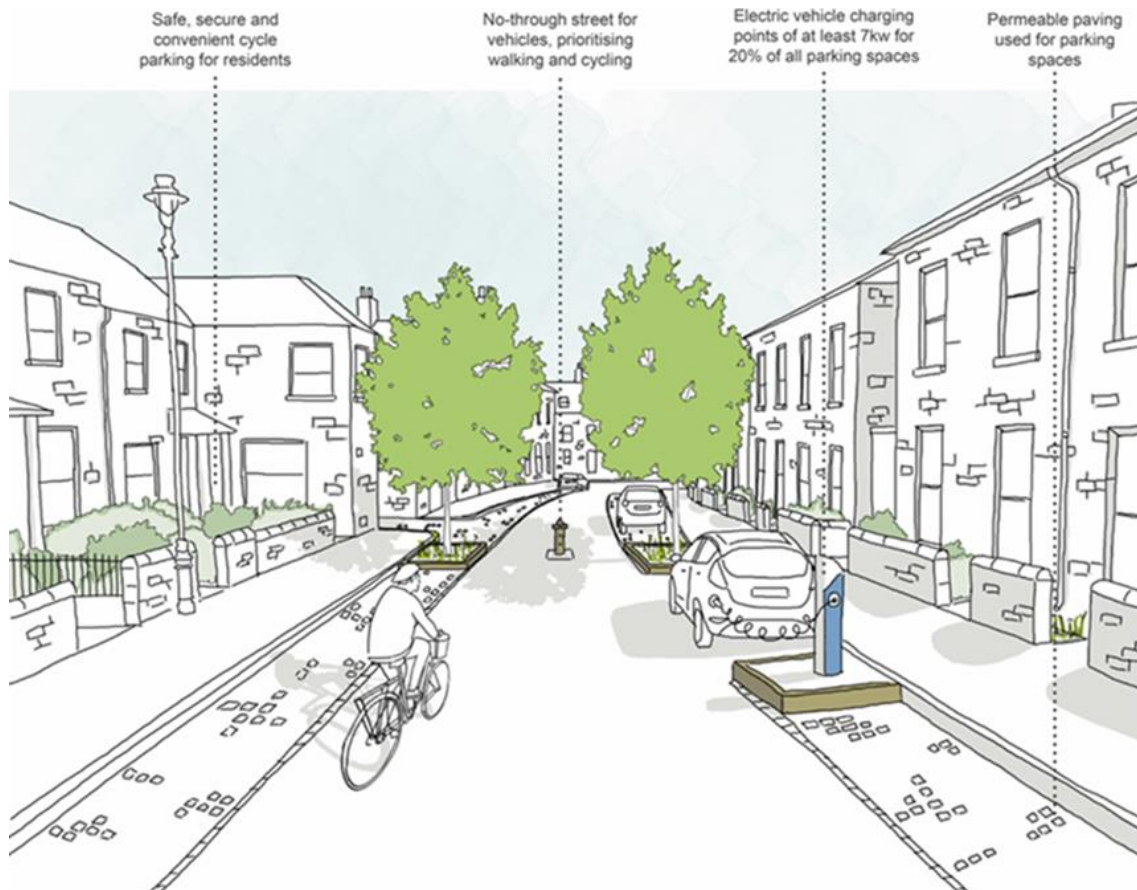 Safe, secure and
convenient cycle
parking for residents
No-through street for
vehicles, prioritising
walking and cycling
Electric vehicle charging
points of at least 7kw for
20% of all parking spaces
Permeable paving
used for parking
spaces